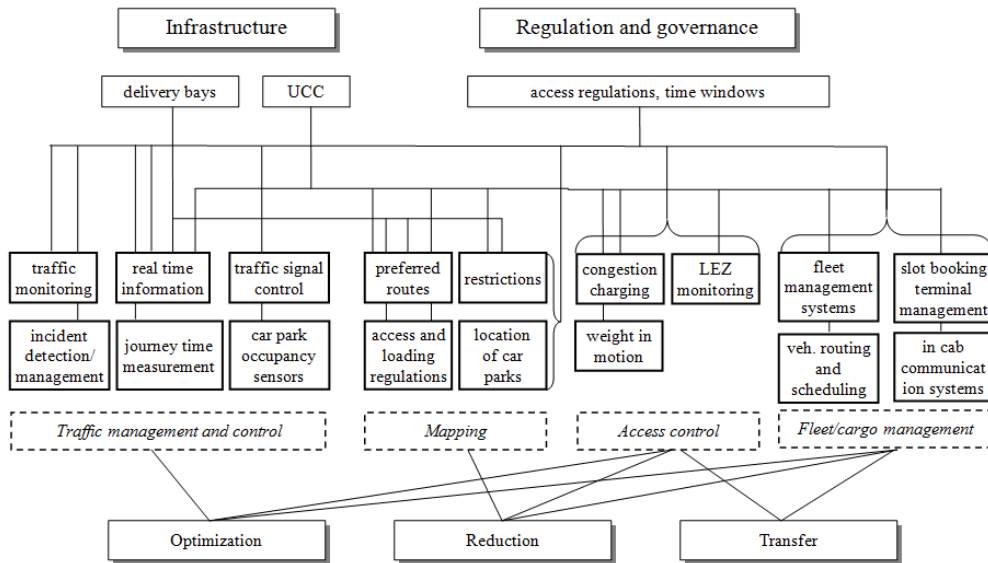 Infrastructure
Regulation and governance
delivery bays
UCC
access regulations, time windows
traffic
monitoring
real time
information
traffic signal
control
preferred
routes
restrictions
congestion
charging
LEZ
monitoring
fleet
management
systems
slot booking
terminal
management
incident
detection/
management
journey time
measurement
car park
occupancy
sensors
access and
loading
regulations
location of
car parks
weight in
motion
veh. routing
and
scheduling
in cab
communicat
ion systems
Traffic management and control
Mapping
Access control
Fleet/cargo management
Optimization
Reduction
Transfer